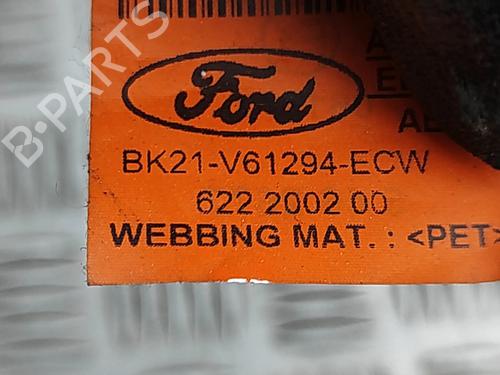 B-PARTS
Ford
BK21-V61294-ECW
622 2002 00
WEBBING MAT. : <PET>